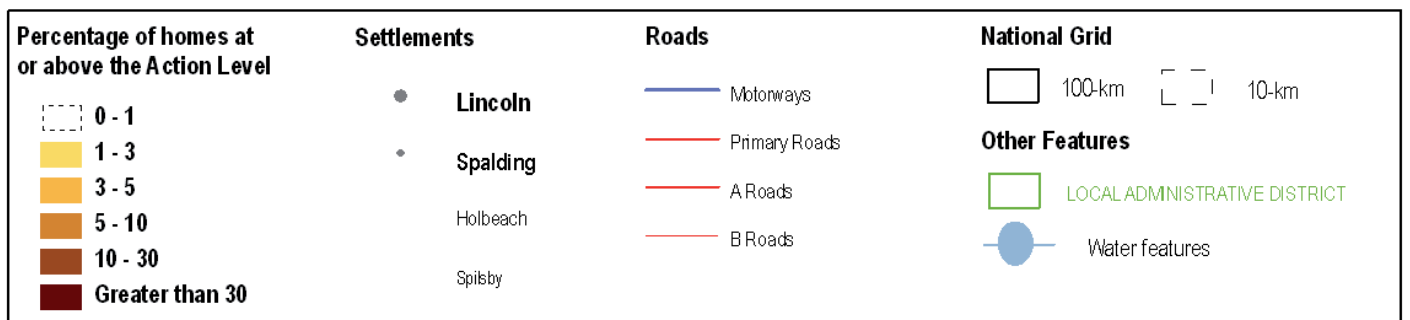 Percentage of homes at
or above the Action Level
0 - 1
1 - 3
3 - 5
5 - 10
10 - 30
Greater than 30
Settlements
Lincoln
Spalding
Holbeach
Spilsby
Roads
Motorways
Primary Roads
A Roads
B Roads
National Grid
100-km
10-km
Other Features
LOCAL ADMINISTRATIVE DISTRICT
Water features